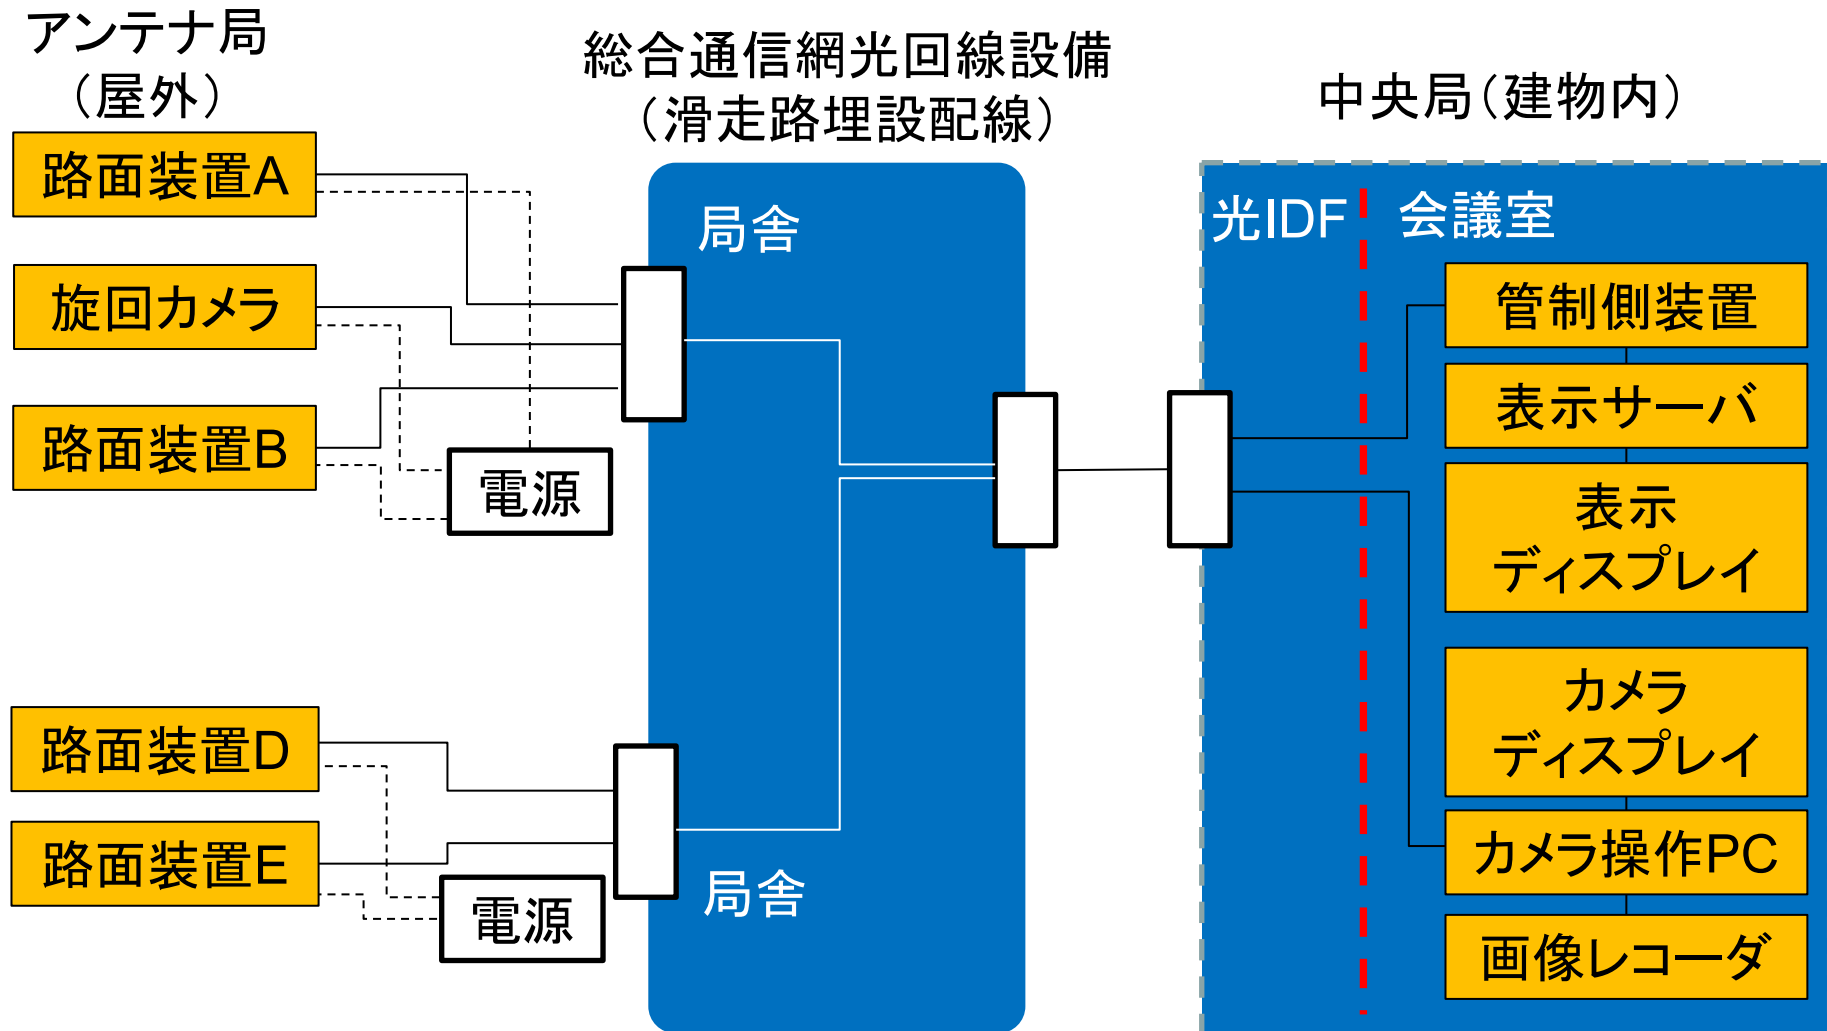 アンテナ局
（屋外）
総合通信網光回線設備
（滑走路埋設配線）
中央局（建物内）
路面装置A
旋回カメラ
路面装置B
電源
路面装置D
路面装置E
電源
局舎
局舎
光IDF
会議室
管制側装置
表示サーバ
表示
ディスプレイ
カメラ
ディスプレイ
カメラ操作PC
画像レコーダ